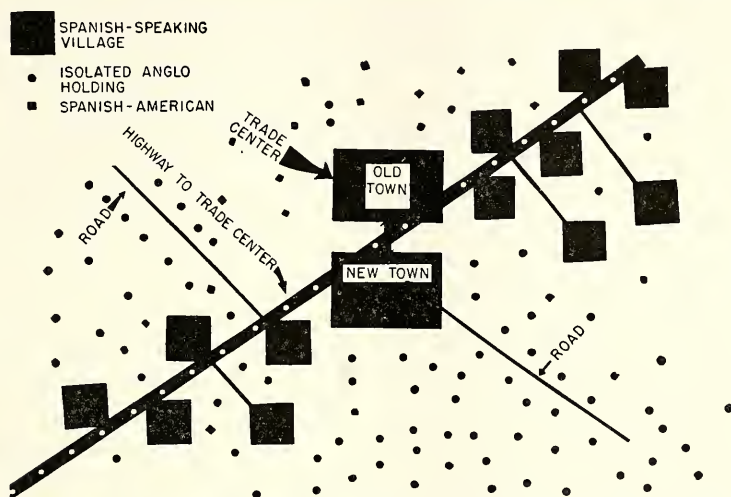 SPANISH-SPEAKING
VILLAGE
ISOLATED ANGLO
HOLDING
SPANISH-AMERICAN
TRADE
CENTER
OLD
TOWN
HIGHWAY TO TRADE CENTER
ROAD
NEW TOWN
ROAD